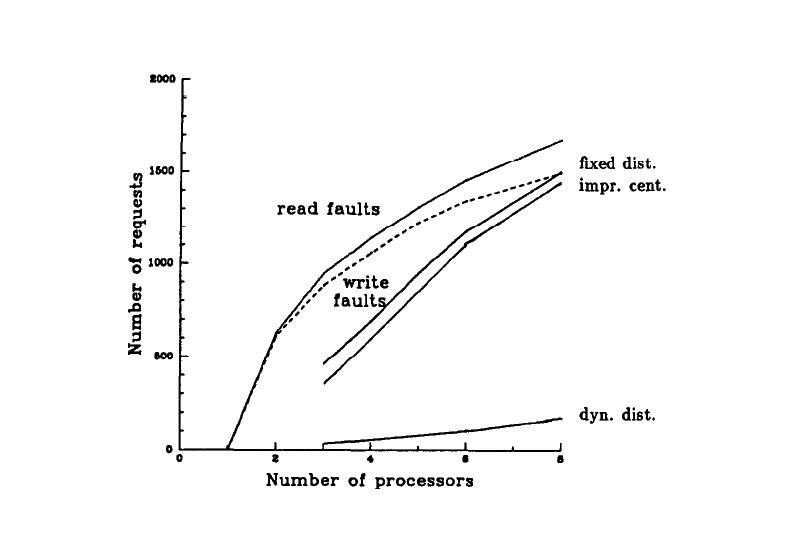 2000
1500
1000
500
0
Number of requests
read faults
write
faults
fixed dist.
impr. cent.
dyn. dist.
0 2 4 6 8
Number of processors